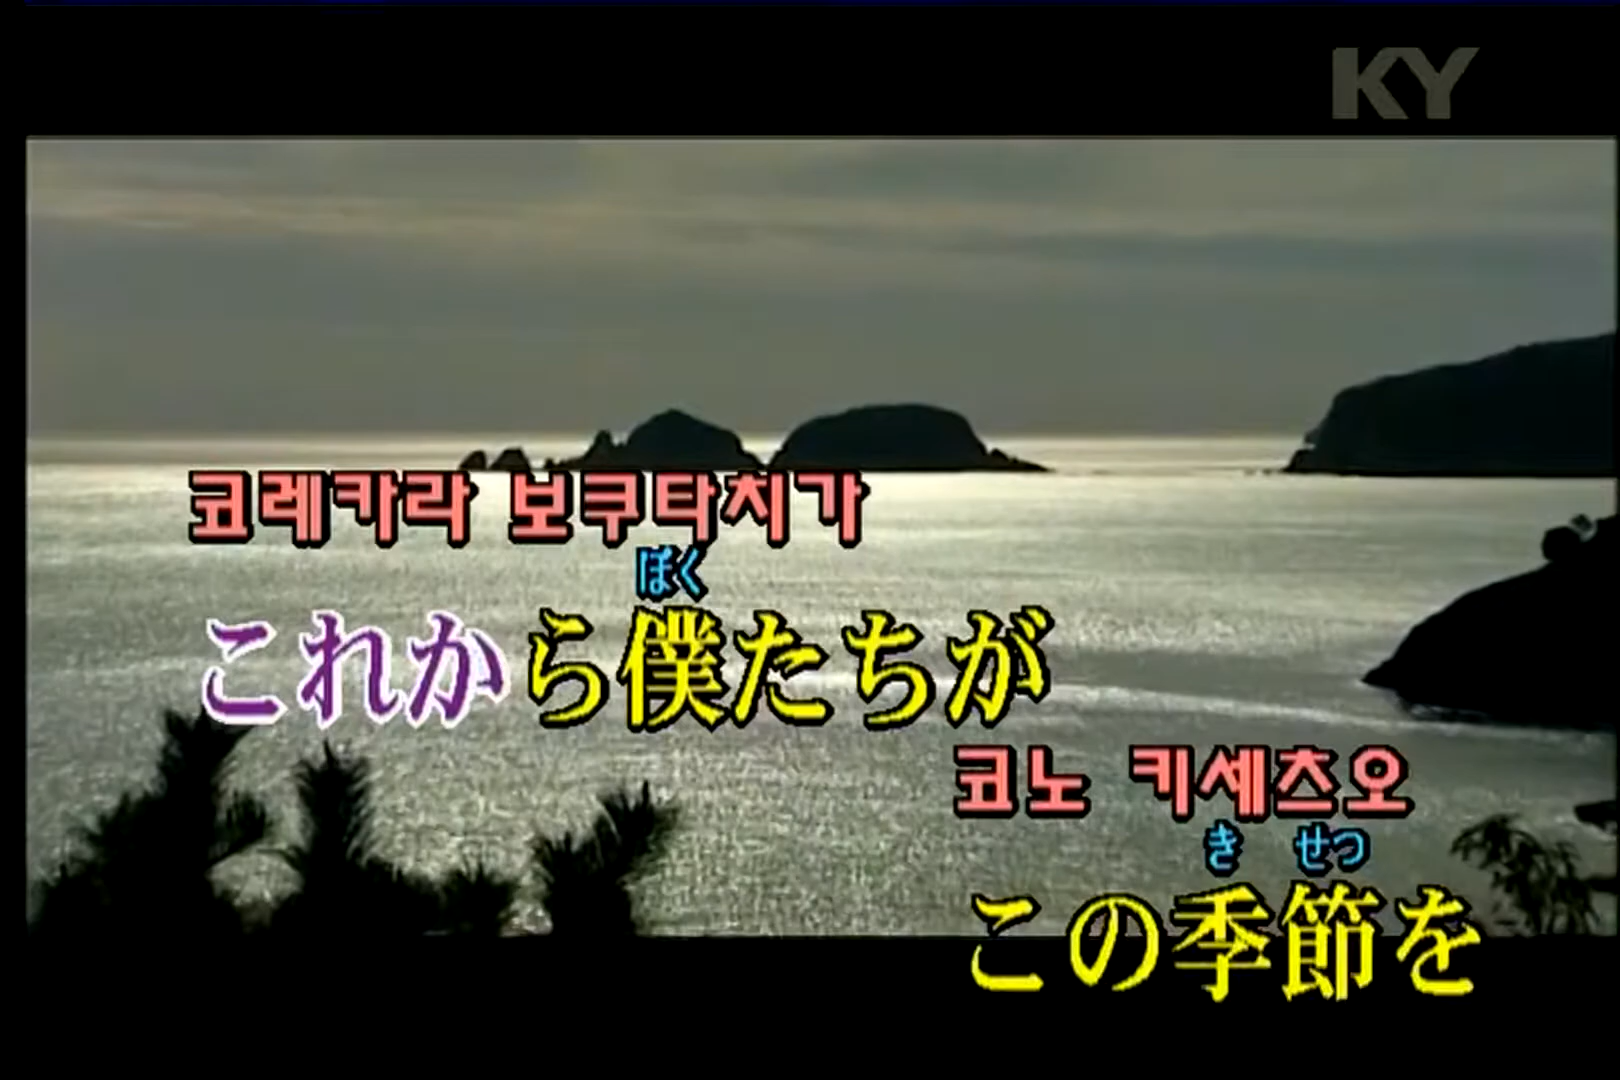 KY
코레카라 보쿠타치가
ぼく
これから僕たちが
코노 키세츠오
き せつ
この季節を